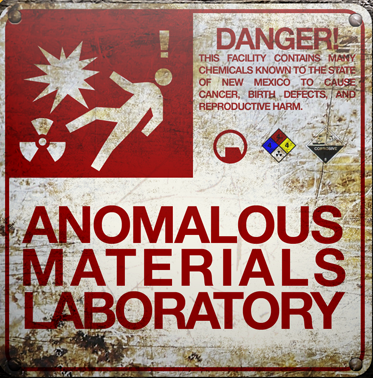 DANGER!
THIS FACILITY CONTAINS MANY
CHEMICALS KNOWN TO THE STATE
OF NEW MEXICO TO CAUSE
CANCER, BIRTH DEFECTS, AND
REPRODUCTIVE HARM.
ANOMALOUS
MATERIALS
LABORATORY